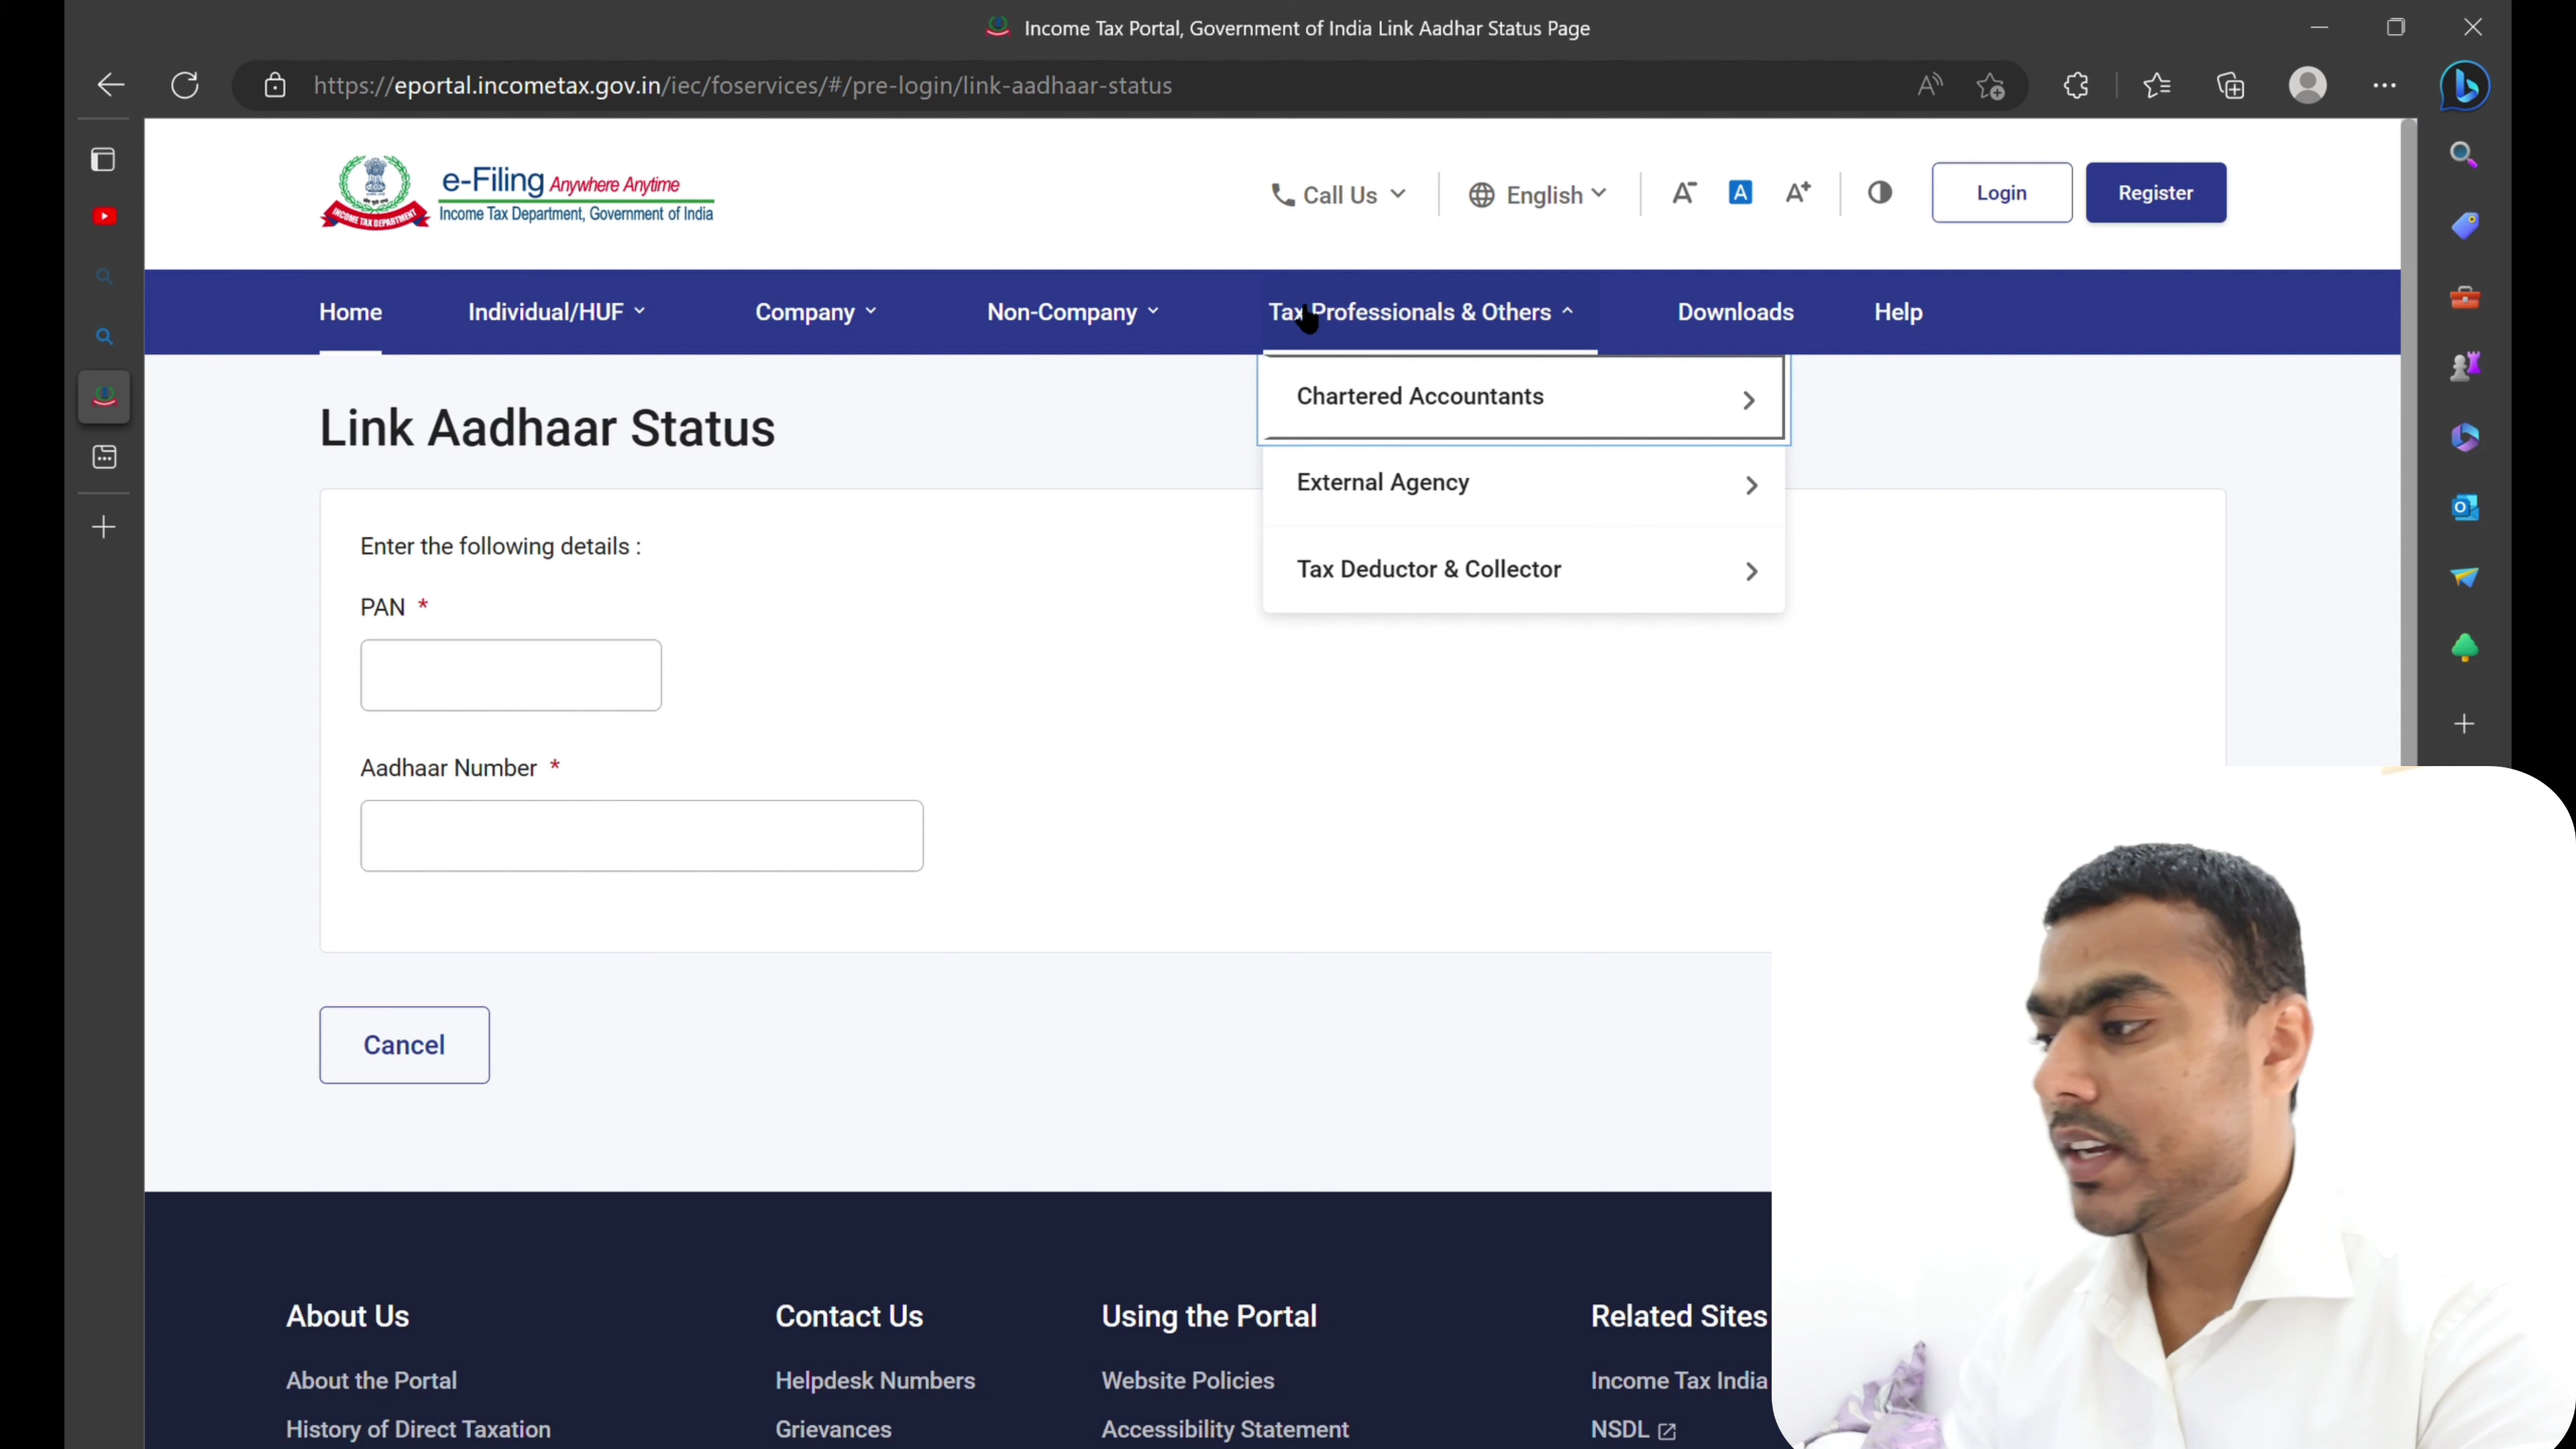 Income Tax Portal, Government of India Link Aadhar Status Page
https://eportal.incometax.gov.in/iec/foservices/#/pre-login/link-aadhaar-status
e-Filing Anywhere Anytime
Income Tax Department, Government of India
INCOME TAX DEPARTMENT
Call Us
English
A-
A
A+
Login
Register
Home
Individual/HUF
Company
Non-Company
Tax Professionals & Others
Downloads
Help
Chartered Accountants
External Agency
Tax Deductor & Collector
Link Aadhaar Status
Enter the following details :
PAN *
Aadhaar Number *
Cancel
About Us
Contact Us
Using the Portal
Related Sites
About the Portal
Helpdesk Numbers
Website Policies
Income Tax India
History of Direct Taxation
Grievances
Accessibility Statement
NSDL